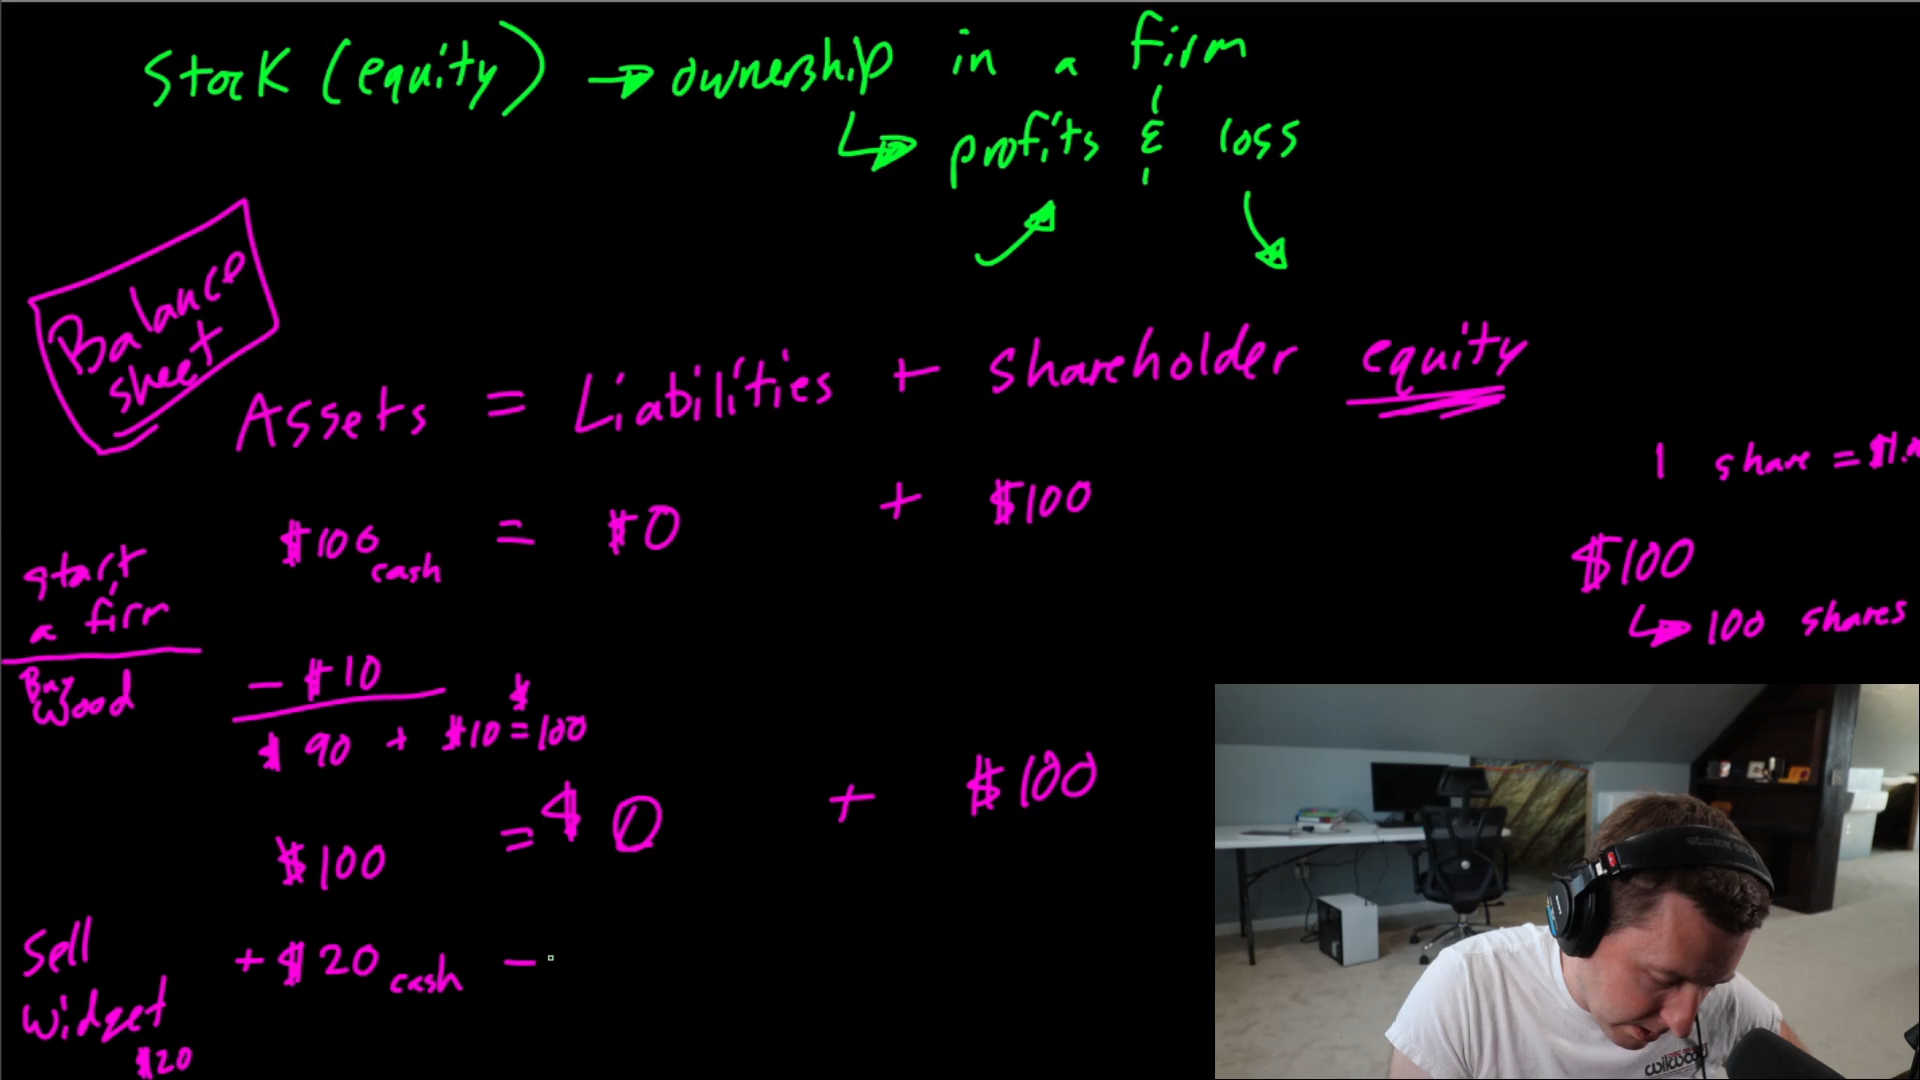 Stock (equity) → ownership in a firm
↳ profits & loss
Balance
sheet
Assets = Liabilities + shareholder equity
1 share =
$100 cash = $0 + $100
$100
↳ 100 shares
start
a firm
Buy
wood
- $10
$90 + $10 = $100
$100 = $0 + $100
Sell
Widget
$20
+ $20 cash -